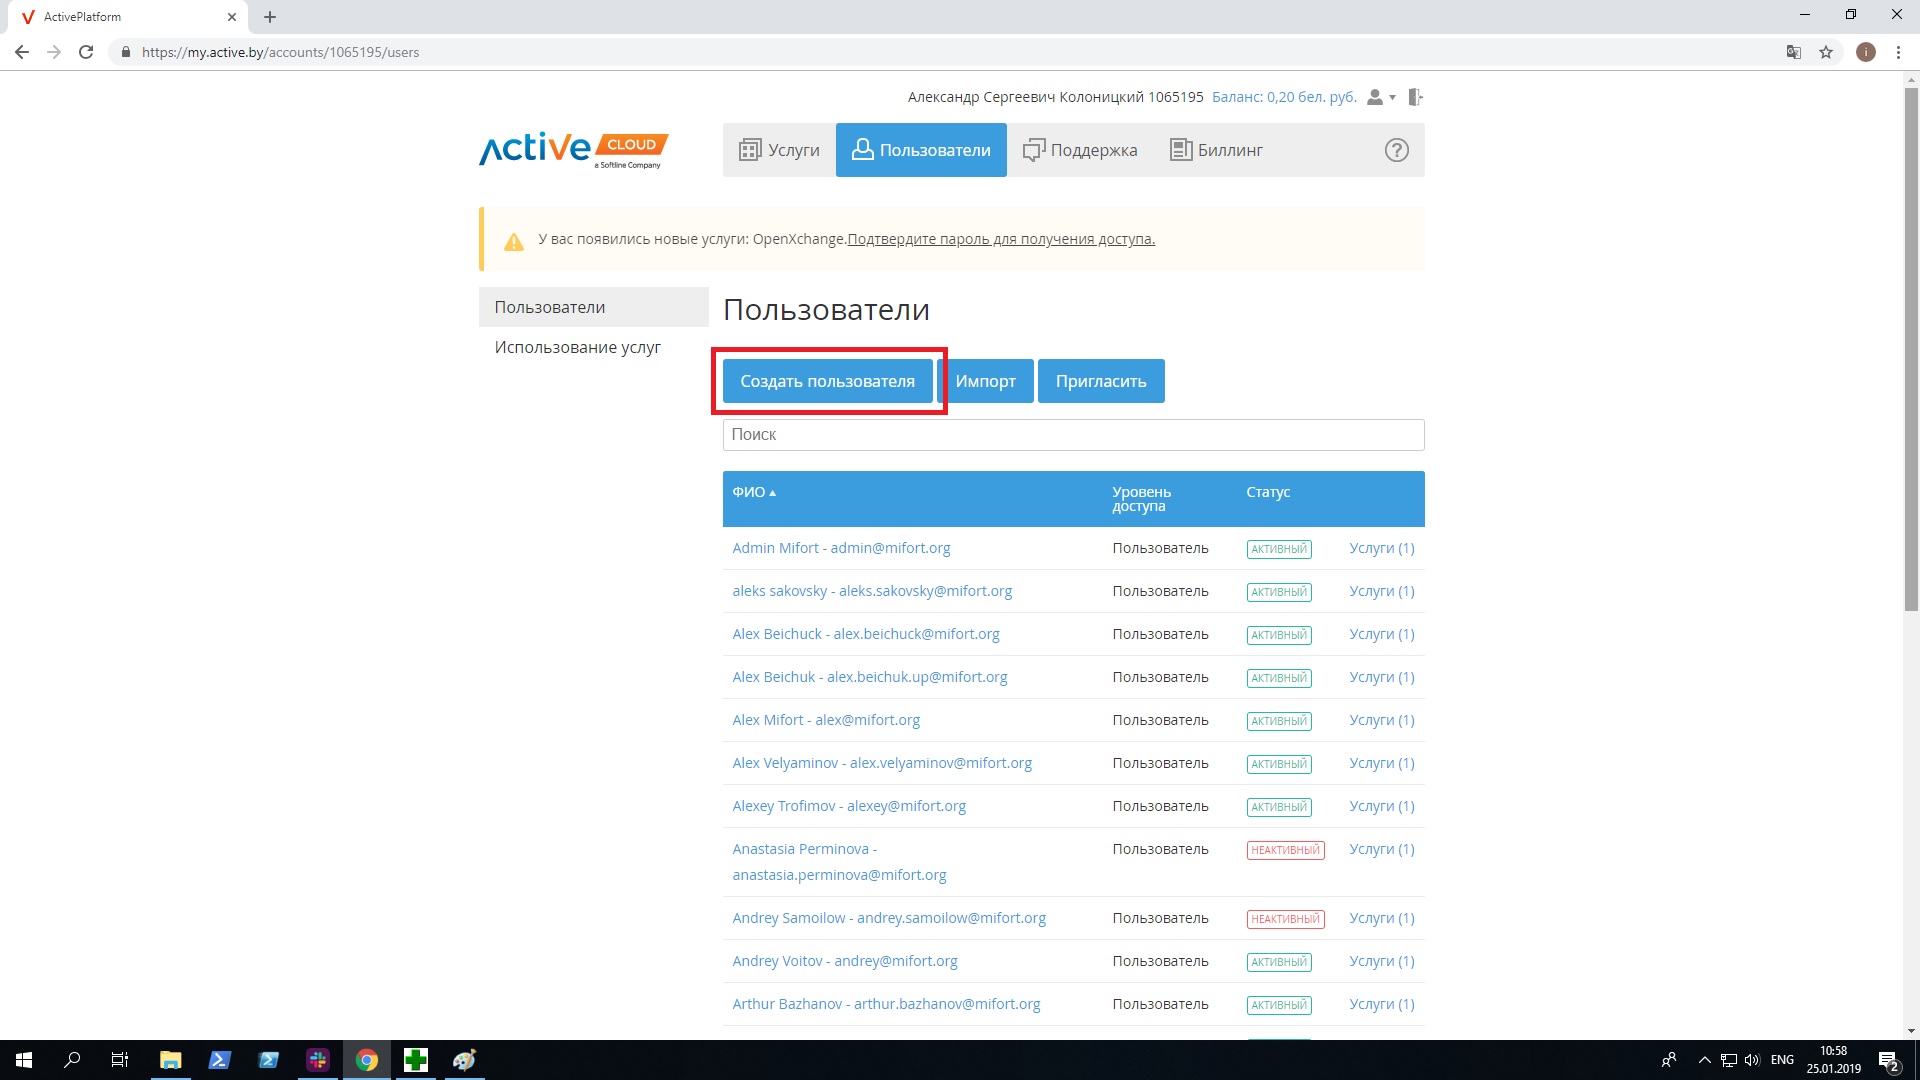 ActivePlatform
https://my.active.by/accounts/1065195/users
i
Александр Сергеевич Колоницкий 1065195 Баланс: 0,20 бел. руб.
Active CLOUD
a Softline Company
Услуги Пользователи Поддержка Биллинг ?
У вас появились новые услуги: OpenXchange.Подтвердите пароль для получения доступа.
Пользователи
Использование услуг
Пользователи
Создать пользователя Импорт Пригласить
Поиск
ФИО Уровень доступа Статус
Admin Mifort - admin@mifort.org Пользователь АКТИВНЫЙ Услуги (1)
aleks sakovsky - aleks.sakovsky@mifort.org Пользователь АКТИВНЫЙ Услуги (1)
Alex Beichuck - alex.beichuck@mifort.org Пользователь АКТИВНЫЙ Услуги (1)
Alex Beichuk - alex.beichuk.up@mifort.org Пользователь АКТИВНЫЙ Услуги (1)
Alex Mifort - alex@mifort.org Пользователь АКТИВНЫЙ Услуги (1)
Alex Velyaminov - alex.velyaminov@mifort.org Пользователь АКТИВНЫЙ Услуги (1)
Alexey Trofimov - alexey@mifort.org Пользователь АКТИВНЫЙ Услуги (1)
Anastasia Perminova - Пользователь НЕАКТИВНЫЙ Услуги (1)
anastasia.perminova@mifort.org
Andrey Samoilow - andrey.samoilow@mifort.org Пользователь НЕАКТИВНЫЙ Услуги (1)
Andrey Voitov - andrey@mifort.org Пользователь АКТИВНЫЙ Услуги (1)
Arthur Bazhanov - arthur.bazhanov@mifort.org Пользователь АКТИВНЫЙ Услуги (1)
ENG
10:58
25.01.2019
2